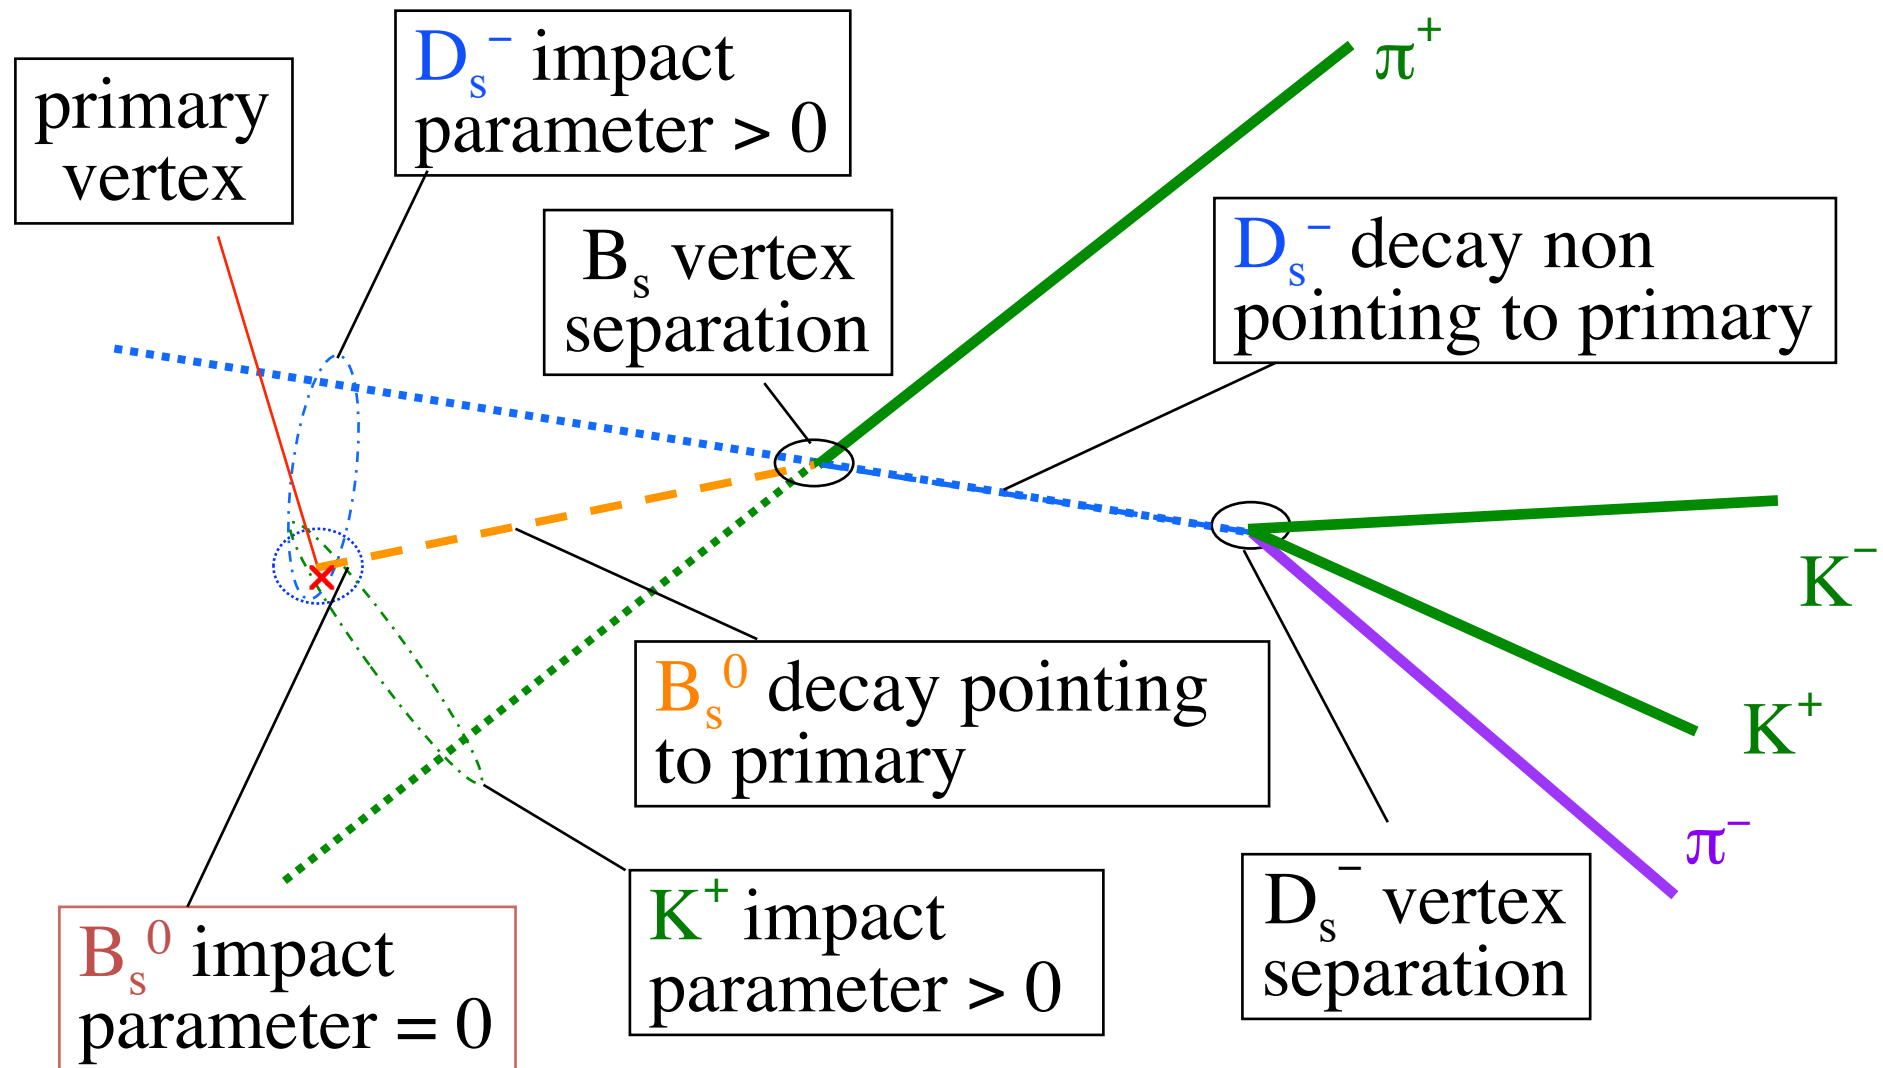 primary
vertex
Dₛ⁻ impact
parameter > 0
π⁺
Bₛ vertex
separation
Dₛ⁻ decay non
pointing to primary
K⁻
Bₛ⁰ decay pointing
to primary
K⁺
π⁻
Bₛ⁰ impact
parameter = 0
K⁺ impact
parameter > 0
Dₛ⁻ vertex
separation